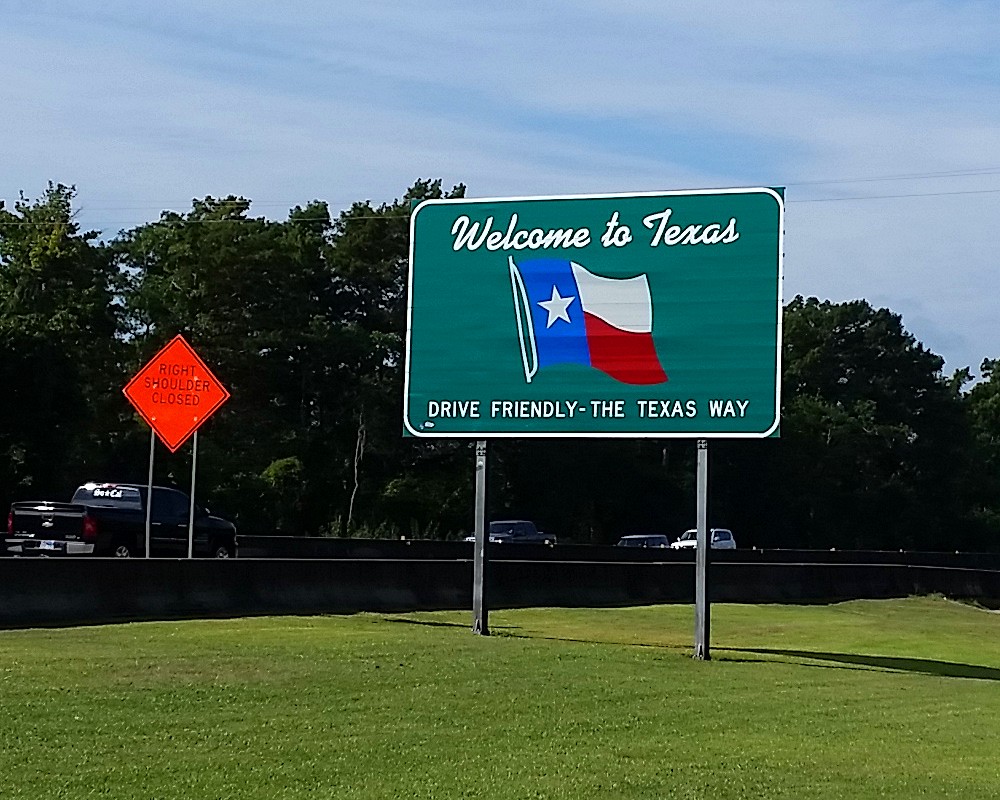 Welcome to Texas
DRIVE FRIENDLY-THE TEXAS WAY
RIGHT
SHOULDER
CLOSED